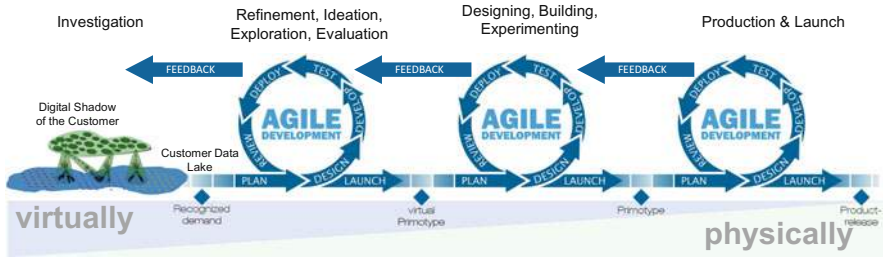 Investigation
Refinement, Ideation,
Exploration, Evaluation
Designing, Building,
Experimenting
Production & Launch
FEEDBACK
FEEDBACK
FEEDBACK
Digital Shadow
of the Customer
Customer Data
Lake
DEPLOY
TEST
DEVELOP
REVIEW
DESIGN
AGILE
DEVELOPMENT
PLAN
LAUNCH
DEPLOY
TEST
DEVELOP
REVIEW
DESIGN
AGILE
DEVELOPMENT
PLAN
LAUNCH
DEPLOY
TEST
DEVELOP
REVIEW
DESIGN
AGILE
DEVELOPMENT
PLAN
LAUNCH
Recognized
demand
virtual
Primotype
Primotype
Product-
release
virtually
physically